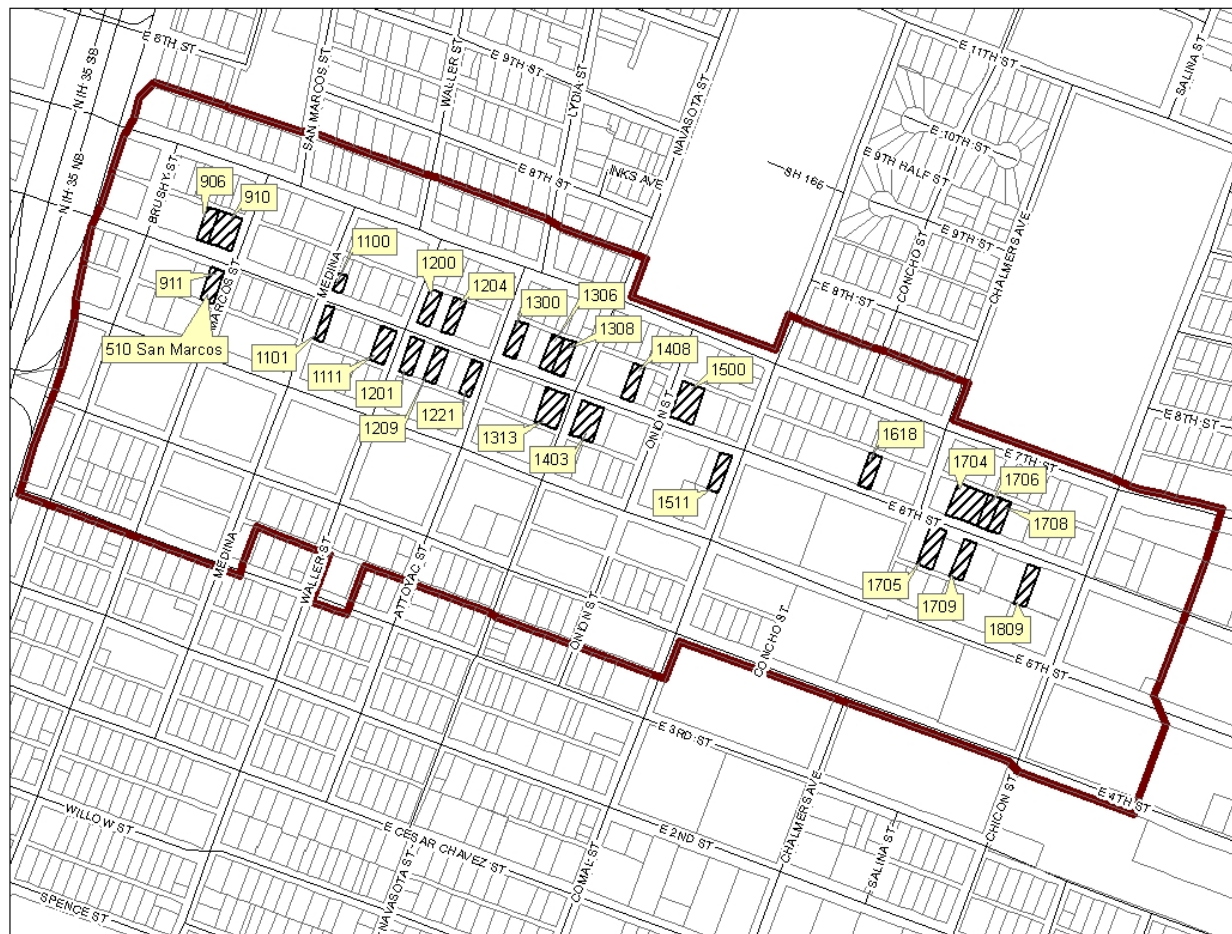 E 8TH ST
SAN MARCOS ST
WALLER ST
E 9TH ST
LYDIA ST
NAVASOTA ST
E 11TH ST
SALINA ST
N IH 35 SB
E 10TH ST
E 9TH HALF ST
INKS AVE
SH 165
E 8TH ST
N IH 35 NB
BRUSHY ST
906
910
CONCHO ST
E 9TH ST
CHALMERS AVE
MEDINA
1100
911
MARCOS ST
1200
1204
1300
1306
1308
E 8TH ST
510 San Marcos
1101
1111
1201
1209
1221
1313
1403
1408
1500
ONION ST
E 8TH ST
1618
E 7TH ST
1511
1704
1706
1708
E 6TH ST
1705
1709
1809
MEDINA
WALLER ST
ATTOYAC ST
ONION ST
CONCHO ST
E 5TH ST
E 3RD ST
E 4TH ST
CHALMERS AVE
CHICON ST
WILLOW ST
E CESAR CHAVEZ ST
E 2ND ST
SALINA ST
COMAL ST
NAVASOTA ST
SPENCE ST